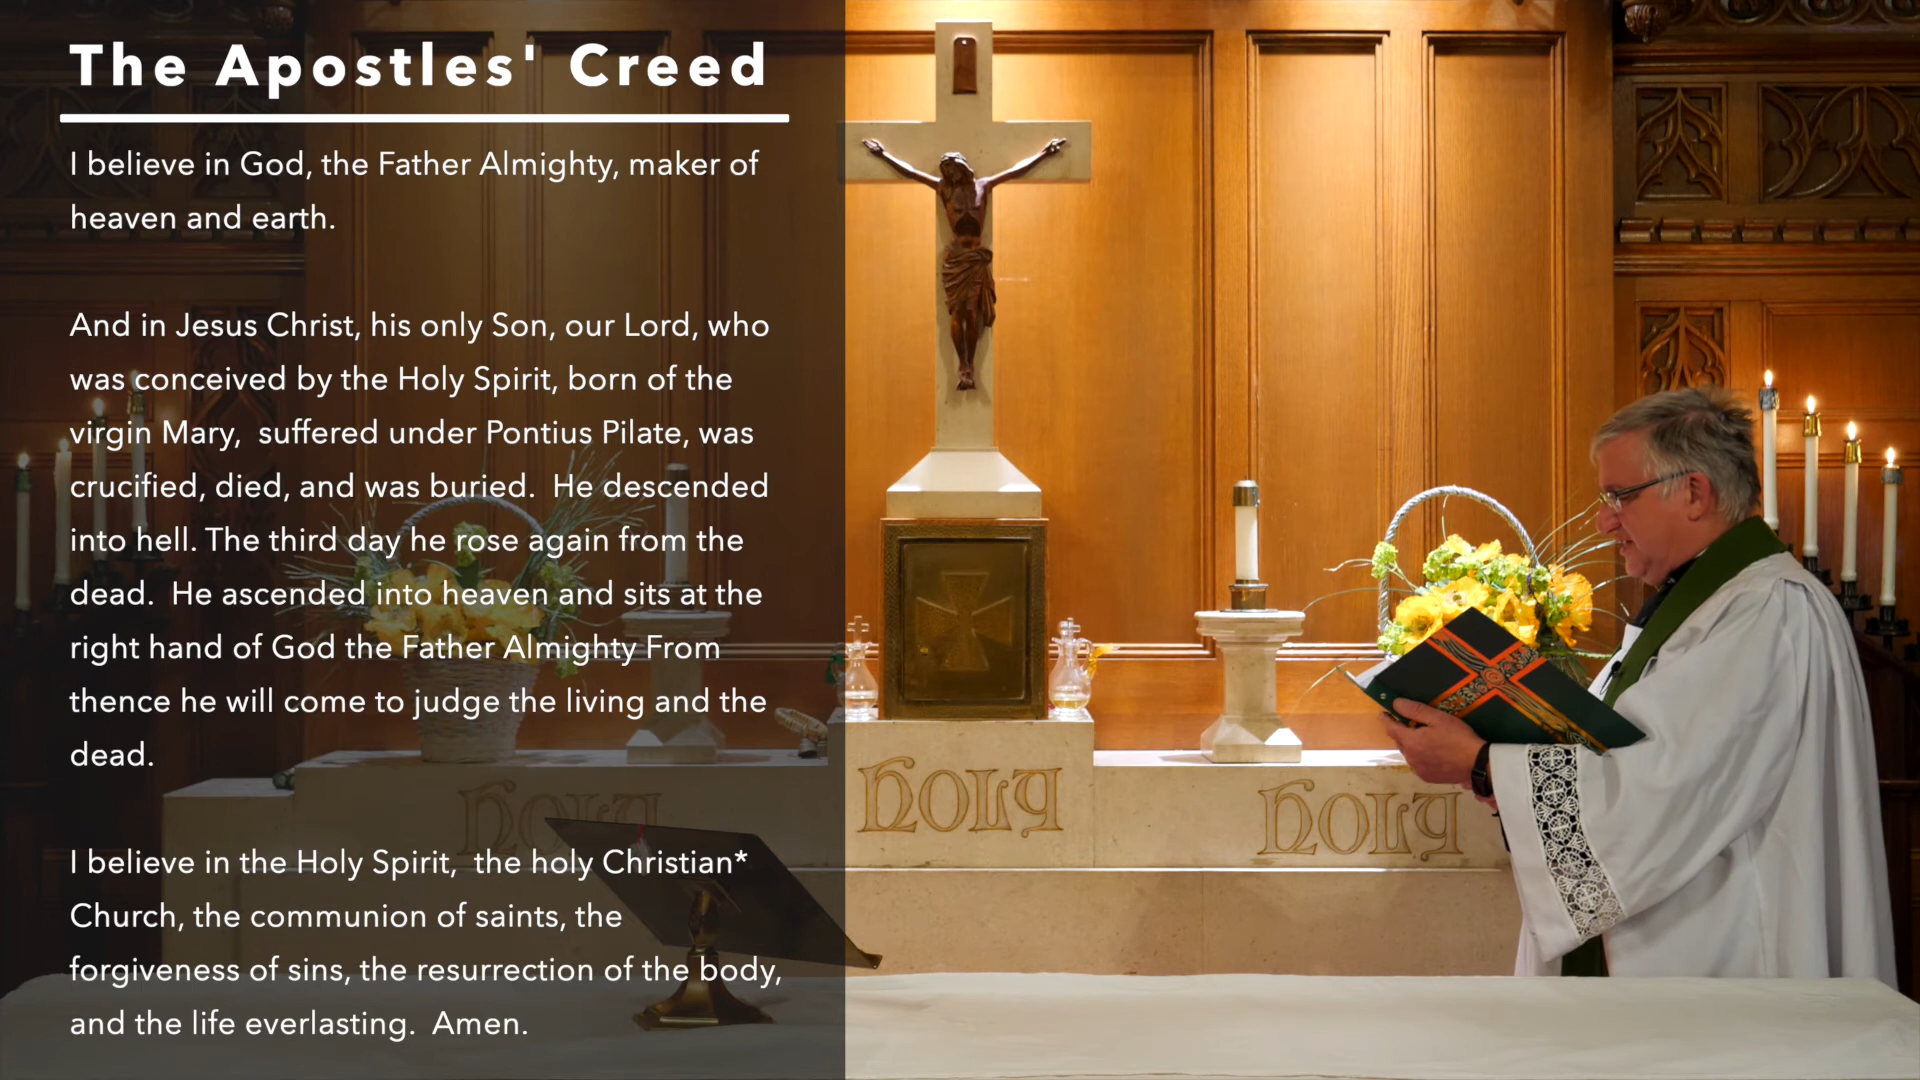 The Apostles' Creed
I believe in God, the Father Almighty, maker of
heaven and earth.
And in Jesus Christ, his only Son, our Lord, who
was conceived by the Holy Spirit, born of the
virgin Mary,  suffered under Pontius Pilate, was
crucified, died, and was buried.  He descended
into hell. The third day he rose again from the
dead.  He ascended into heaven and sits at the
right hand of God the Father Almighty From
thence he will come to judge the living and the
dead.
I believe in the Holy Spirit,  the holy Christian*
Church, the communion of saints, the
forgiveness of sins, the resurrection of the body,
and the life everlasting.  Amen.
HOLY
HOLY
HOLY